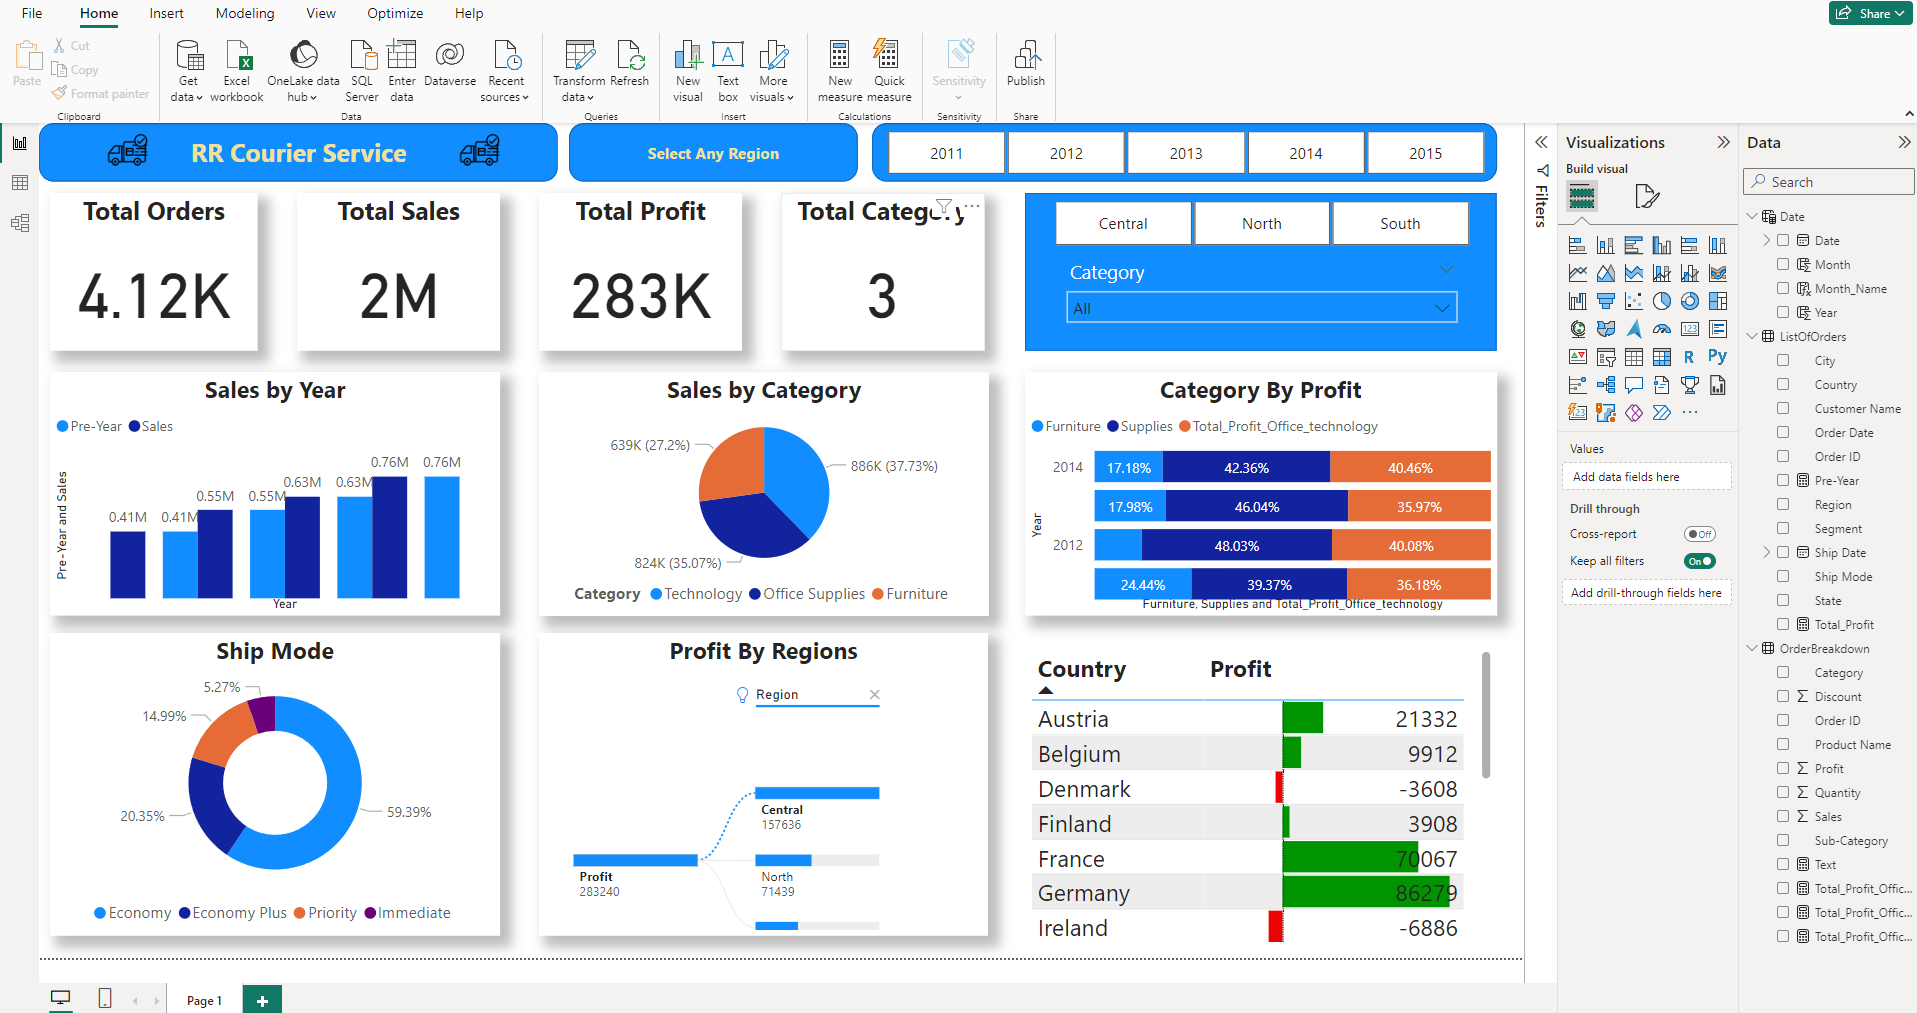 File Home Insert Modeling View Optimize Help
Share
Paste
Cut
Copy
Format painter
Clipboard
Get data
Excel workbook
OneLake data hub
SQL Server
Enter data
Dataverse
Recent sources
Data
Transform data
Refresh
Queries
New visual
Text box
More visuals
Insert
New measure
Quick measure
Calculations
Sensitivity
Sensitivity
Publish
Share
RR Courier Service
Select Any Region
2011 2012 2013 2014 2015
Total Orders
4.12K
Total Sales
2M
Total Profit
283K
Total Category
3
Central North South
Category
All
Sales by Year
Pre-Year Sales
Pre-Year and Sales
0.41M 0.41M 0.55M 0.55M 0.63M 0.63M 0.76M 0.76M
Year
Sales by Category
639K (27.2%)
886K (37.73%)
824K (35.07%)
Category Technology Office Supplies Furniture
Category By Profit
Furniture Supplies Total_Profit_Office_technology
Year
2014 17.18% 42.36% 40.46%
17.98% 46.04% 35.97%
2012 48.03% 40.08%
24.44% 39.37% 36.18%
Furniture, Supplies and Total_Profit_Office_technology
Ship Mode
5.27%
14.99%
20.35%
59.39%
Economy Economy Plus Priority Immediate
Profit By Regions
Region
Central
157636
Profit
283240
North
71439
Country Profit
Austria 21332
Belgium 9912
Denmark -3608
Finland 3908
France 70067
Germany 86279
Ireland -6886
Page 1
Filters
Visualizations
Build visual
123
R
Py
123
Values
Add data fields here
Drill through
Cross-report Off
Keep all filters On
Add drill-through fields here
Data
Search
Date
Date
Month
Month_Name
Year
ListOfOrders
City
Country
Customer Name
Order Date
Order ID
Pre-Year
Region
Segment
Ship Date
Ship Mode
State
Total_Profit
OrderBreakdown
Category
Discount
Order ID
Product Name
Profit
Quantity
Sales
Sub-Category
Text
Total_Profit_Offic...
Total_Profit_Offic...
Total_Profit_Offic...